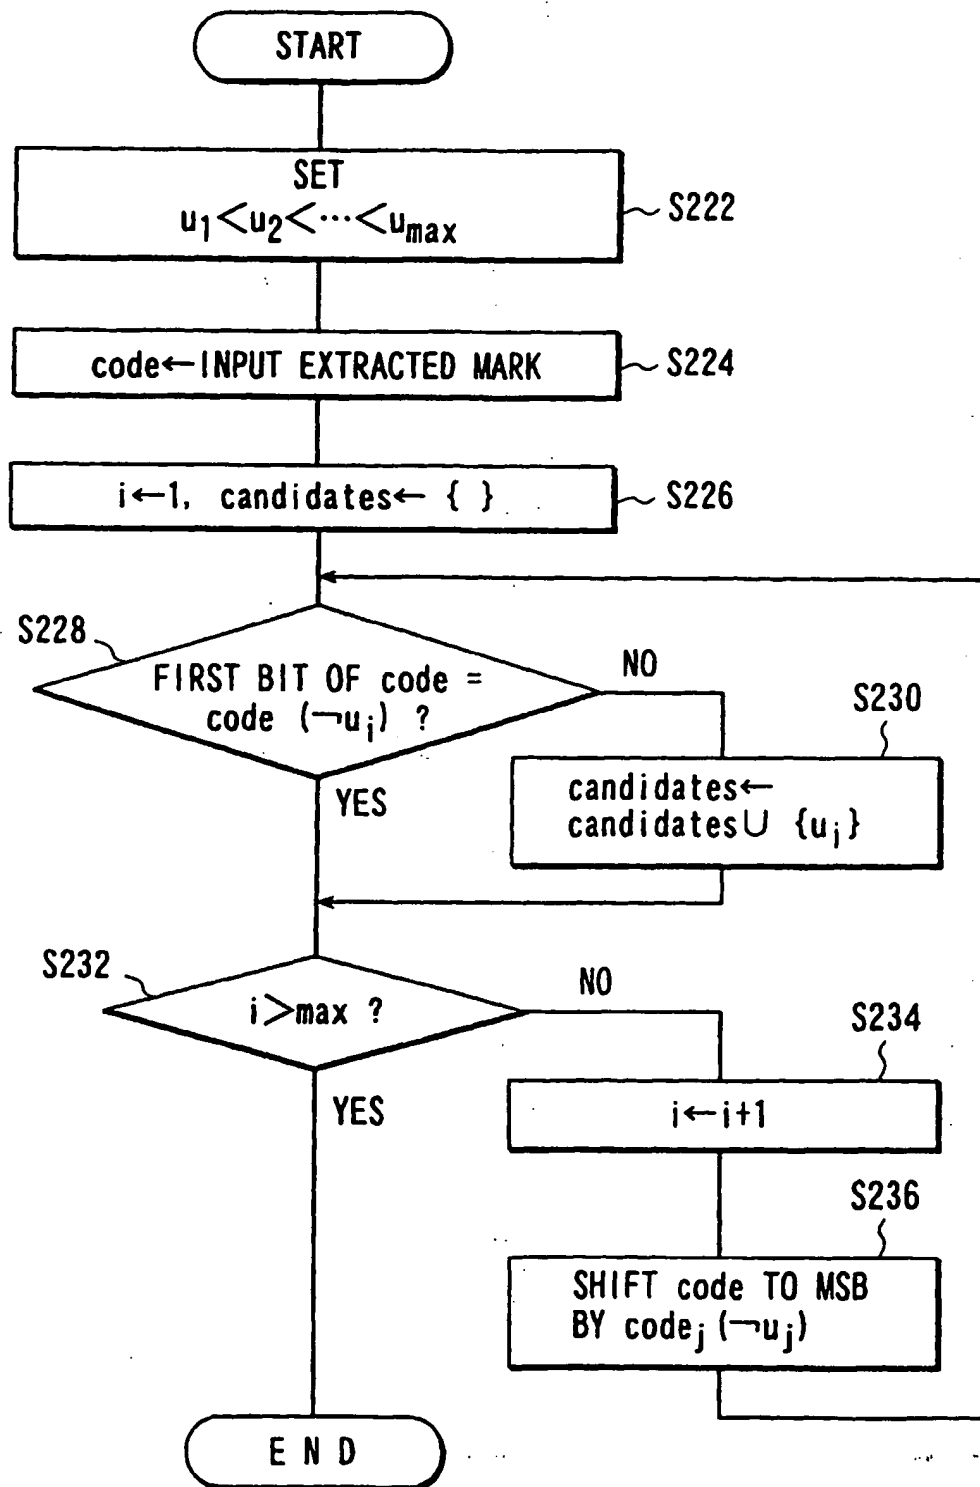 START
SET
u1<u2<···<umax
S222
code←INPUT EXTRACTED MARK
S224
i←1, candidates← { }
S226
S228
FIRST BIT OF code =
code (¬ui) ?
NO
YES
S230
candidates←
candidates∪ {ui}
S232
i>max ?
NO
YES
S234
i←i+1
S236
SHIFT code TO MSB
BY codej (¬uj)
END